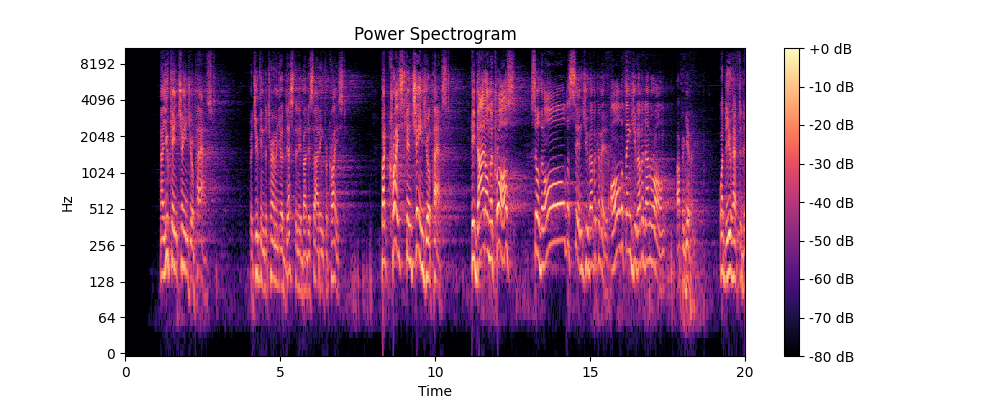 Power Spectrogram
Hz
8192
4096
2048
1024
512
256
128
64
0
0 5 10 15 20
Time
+0 dB
-10 dB
-20 dB
-30 dB
-40 dB
-50 dB
-60 dB
-70 dB
-80 dB